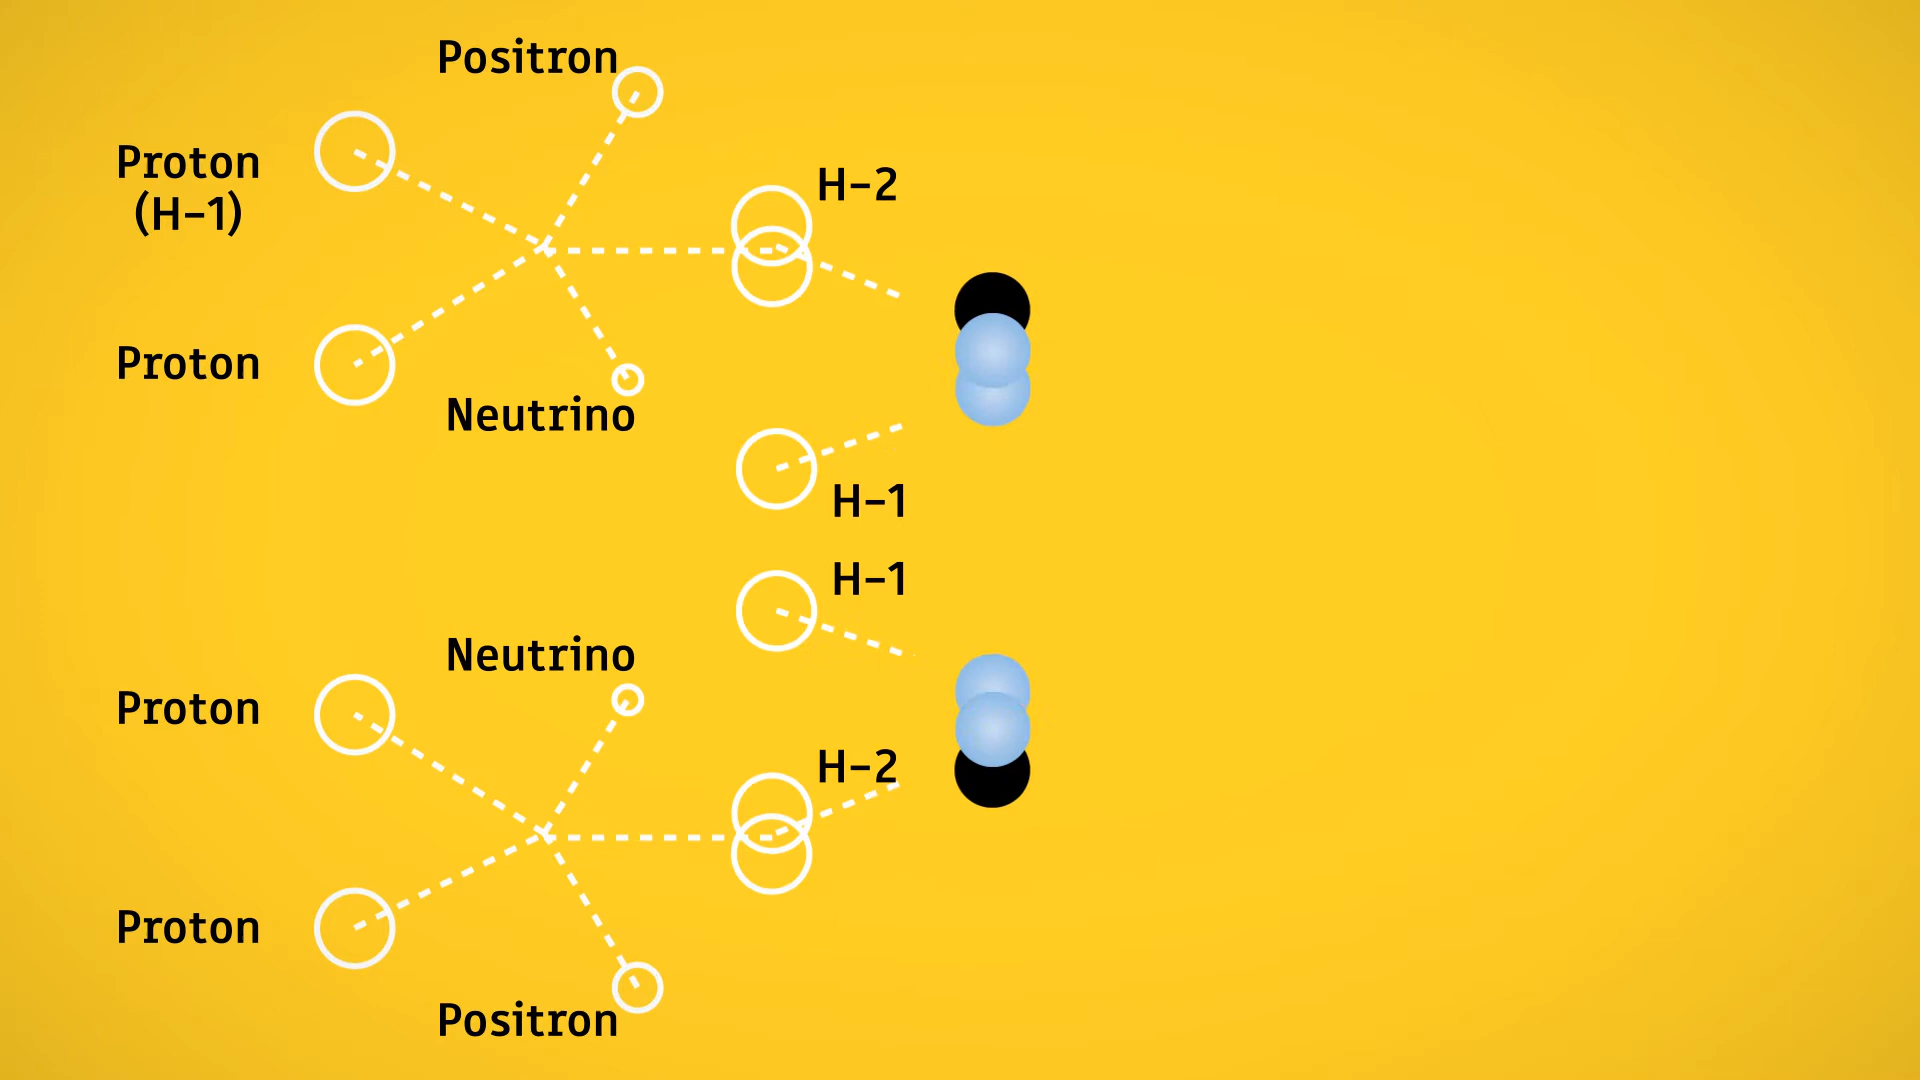 Positron
Proton
(H-1)
H-2
Proton
Neutrino
H-1
H-1
Neutrino
Proton
H-2
Proton
Positron